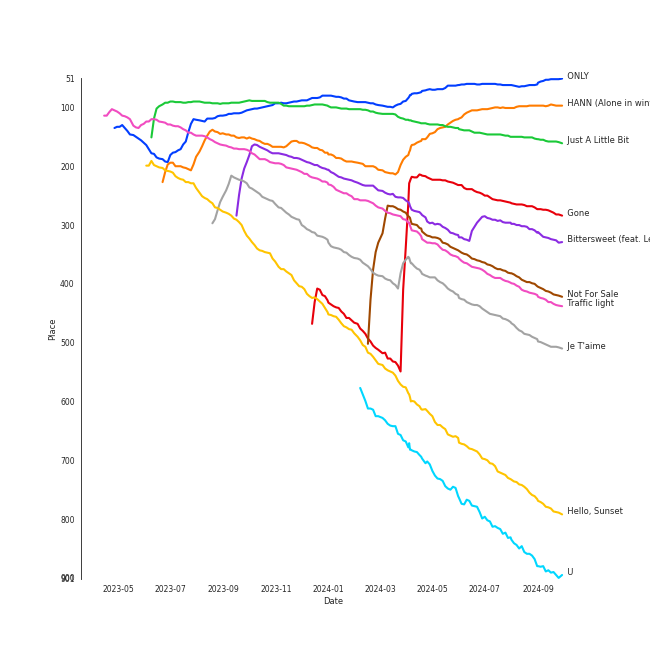 51
100
200
300
400
500
600
700
800
Place
2023-05
2023-07
2023-09
2023-11
2024-01
2024-03
2024-05
2024-07
2024-09
Date
ONLY
HANN (Alone in win
Just A Little Bit
Gone
Bittersweet (feat. Le
Not For Sale
Traffic light
Je T'aime
Hello, Sunset
U